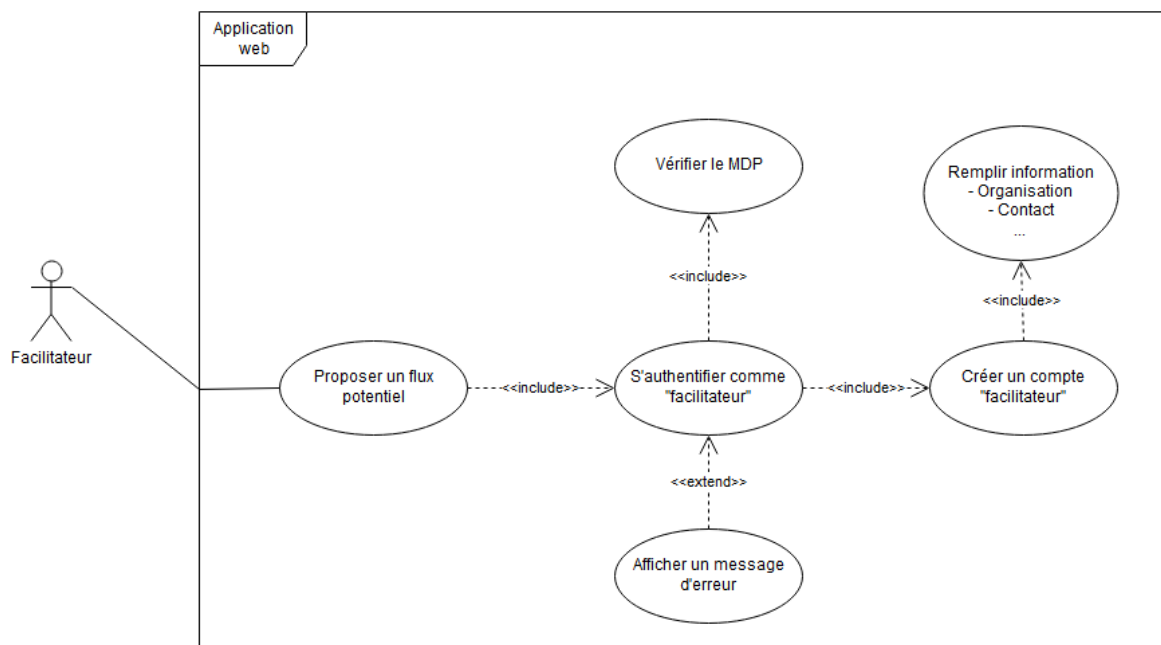 Application
web
Vérifier le MDP
Remplir information
- Organisation
- Contact
...
<<include>>
<<include>>
Facilitateur
Proposer un flux
potentiel
<<include>>
S'authentifier comme
"facilitateur"
<<include>>
Créer un compte
"facilitateur"
<<extend>>
Afficher un message
d'erreur